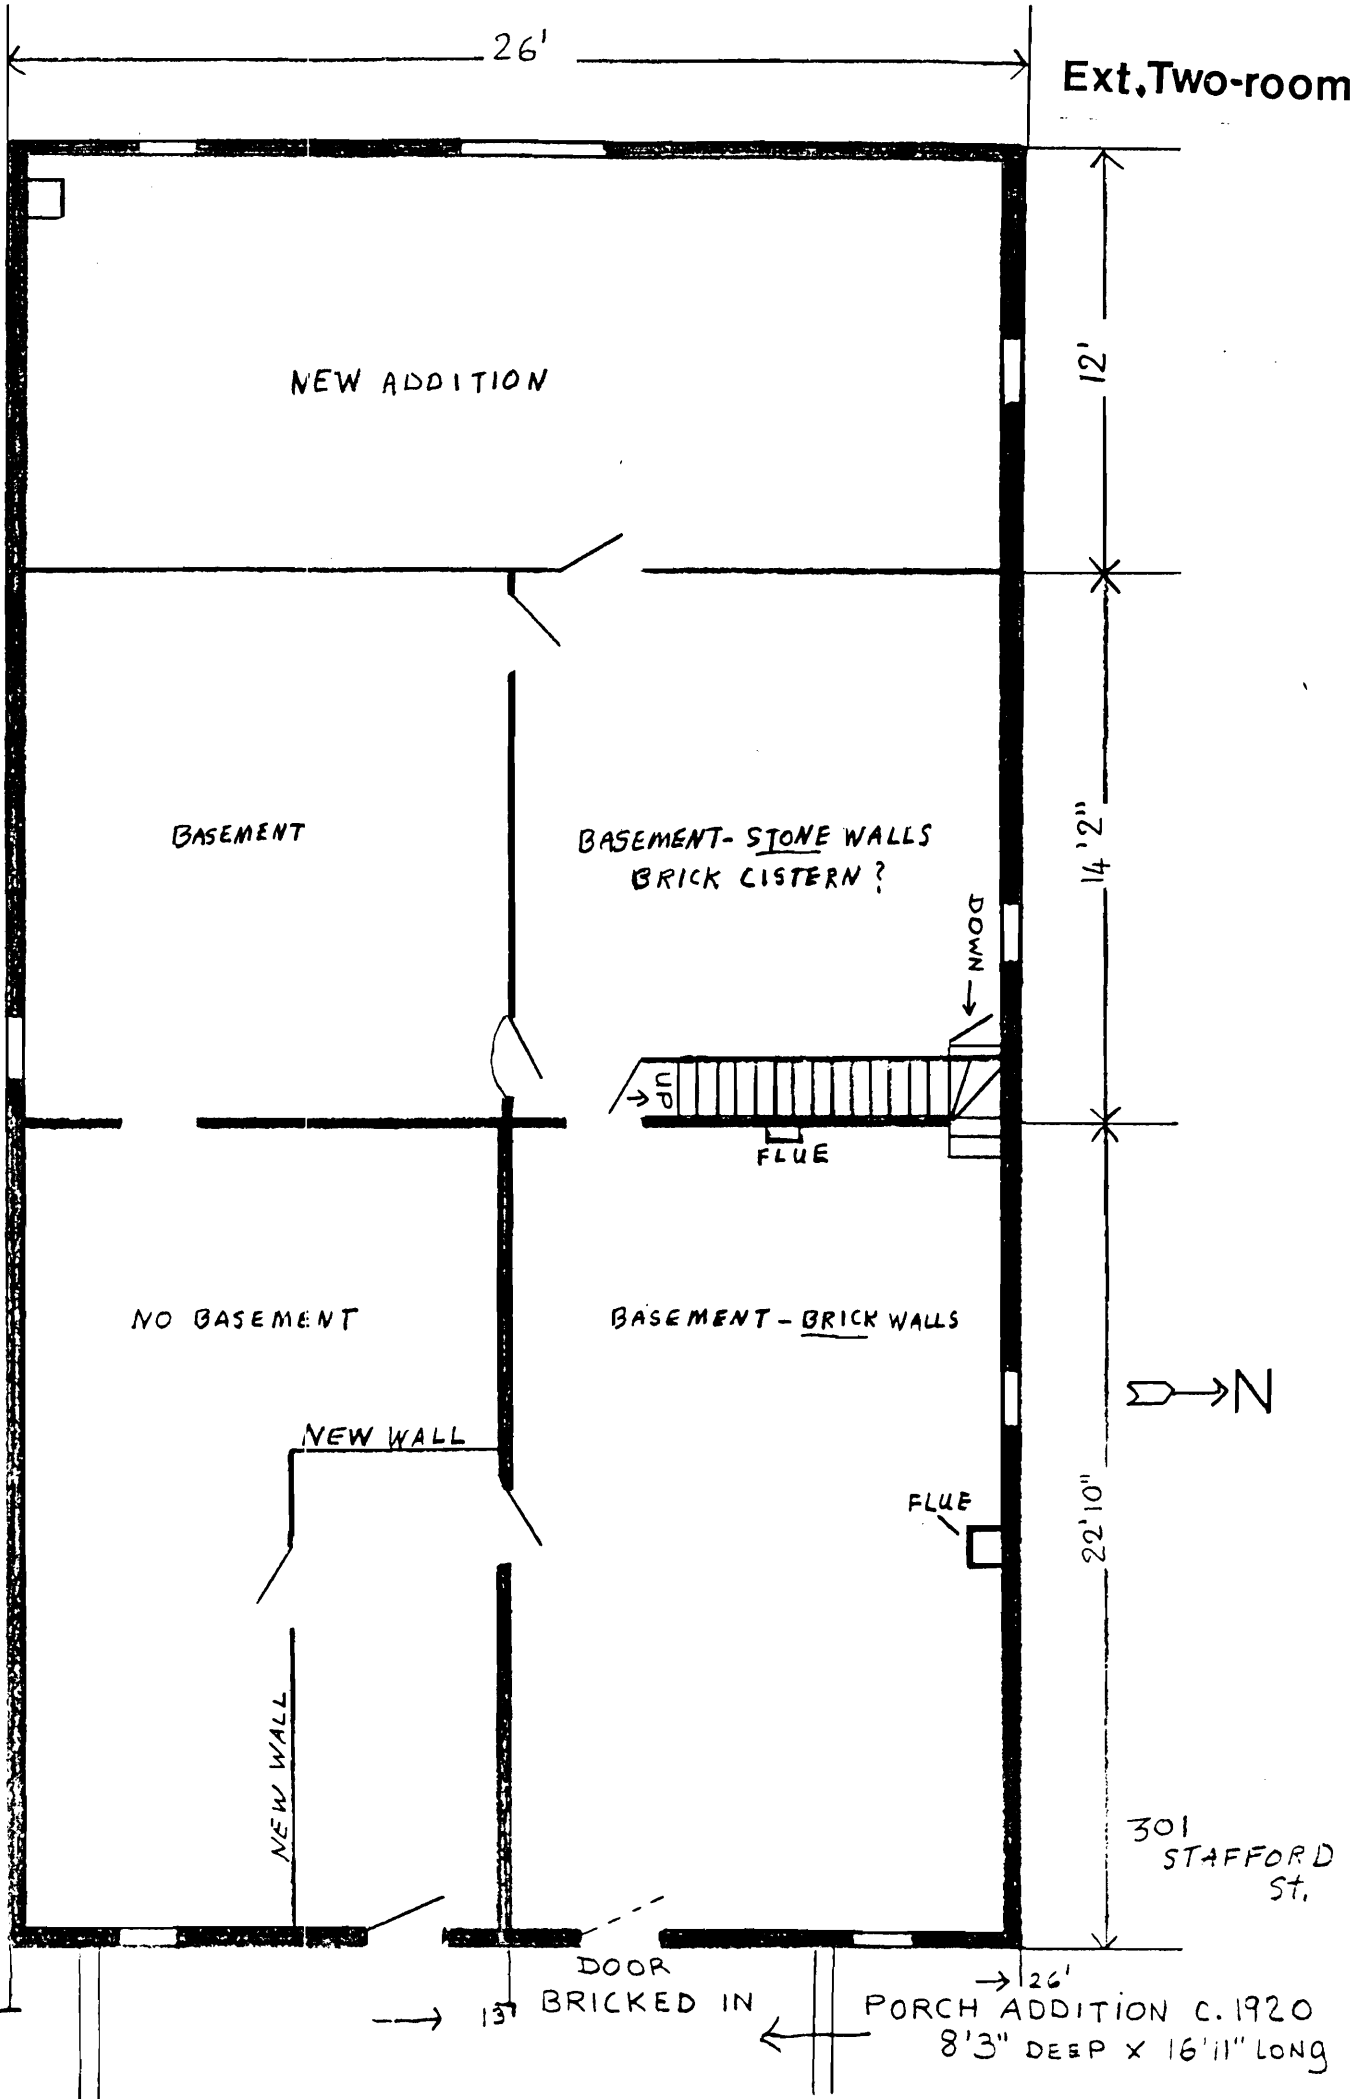 26'
Ext. Two-room
NEW ADDITION
12'
BASEMENT
BASEMENT- STONE WALLS
BRICK CISTERN?
14'2"
DOWN
UP
FLUE
NO BASEMENT
BASEMENT - BRICK WALLS
N
NEW WALL
FLUE
22'10"
NEW WALL
301
STAFFORD
St.
DOOR
BRICKED IN
13'
26'
PORCH ADDITION C. 1920
8'3" DEEP X 16'11" LONG